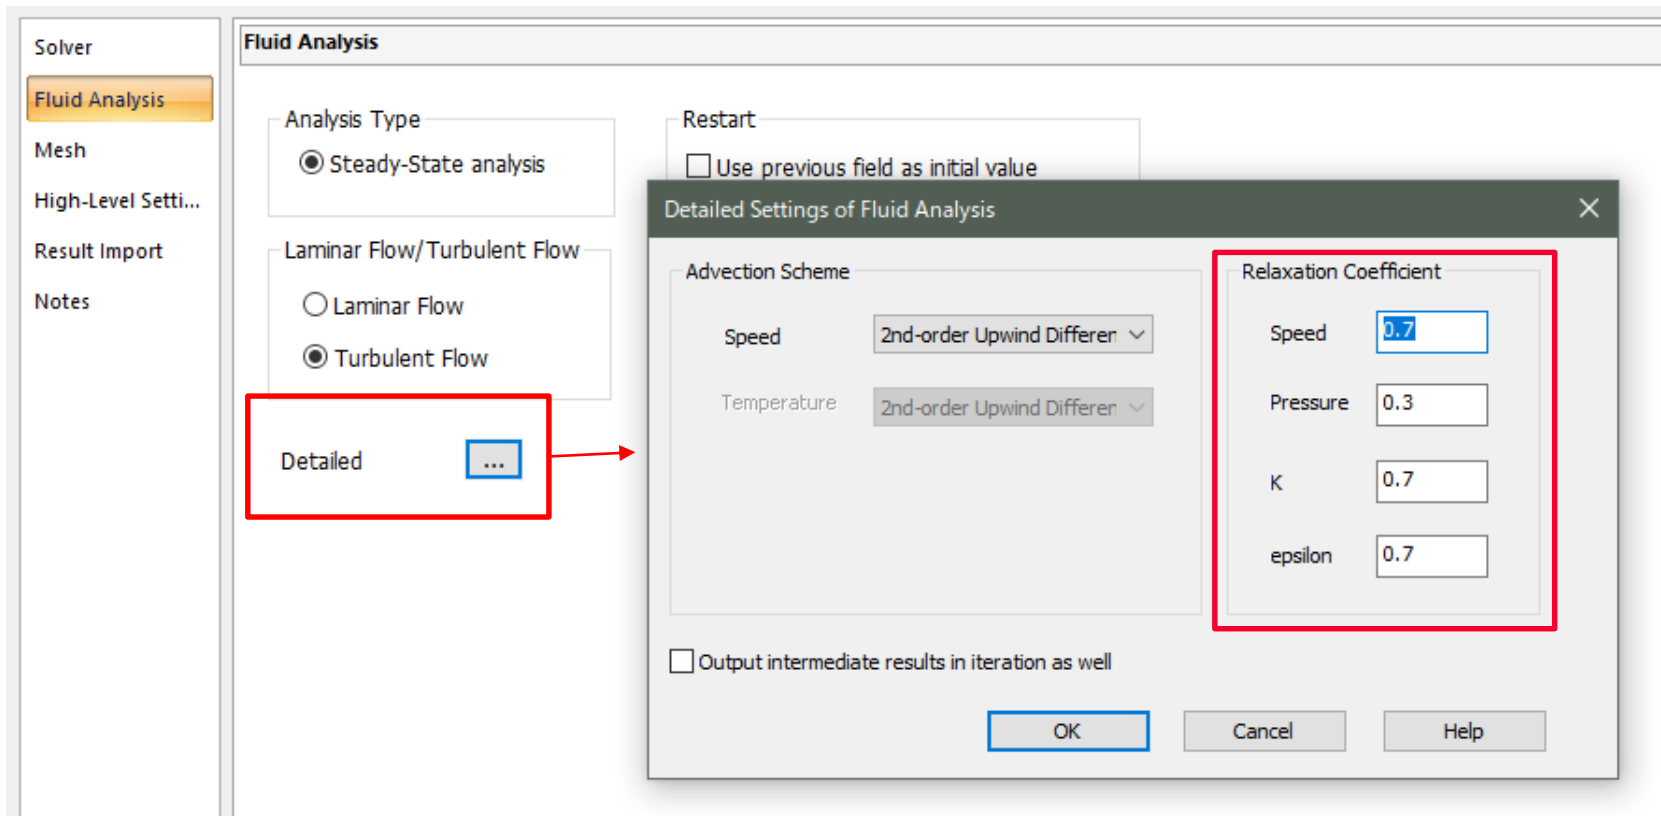 Solver
Fluid Analysis
Mesh
High-Level Setti...
Result Import
Notes
Fluid Analysis
Analysis Type
Steady-State analysis
Restart
Use previous field as initial value
Laminar Flow/Turbulent Flow
Laminar Flow
Turbulent Flow
Detailed
...
Detailed Settings of Fluid Analysis
Advection Scheme
Speed
2nd-order Upwind Differen
Temperature
2nd-order Upwind Differen
Relaxation Coefficient
Speed
0.7
Pressure
0.3
K
0.7
epsilon
0.7
Output intermediate results in iteration as well
OK
Cancel
Help